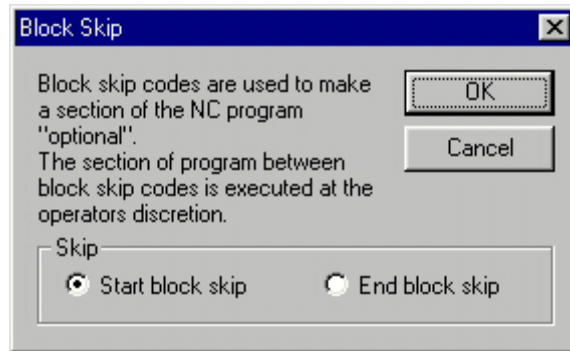 Block Skip
Block skip codes are used to make
a section of the NC program
"optional".
The section of program between
block skip codes is executed at the
operators discretion.
OK
Cancel
Skip
Start block skip
End block skip